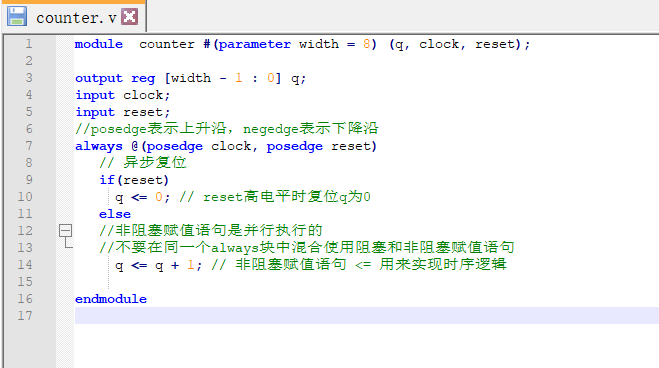 counter.v
1 module  counter #(parameter width = 8) (q, clock, reset);
2
3 output reg [width - 1 : 0] q;
4 input clock;
5 input reset;
6 //posedge表示上升沿，negedge表示下降沿
7 always @(posedge clock, posedge reset)
8    // 异步复位
9    if(reset)
10      q <= 0; // reset高电平时复位q为0
11    else
12    //非阻塞赋值语句是并行执行的
13    //不要在同一个always块中混合使用阻塞和非阻塞赋值语句
14      q <= q + 1; // 非阻塞赋值语句 <= 用来实现时序逻辑
15
16 endmodule
17